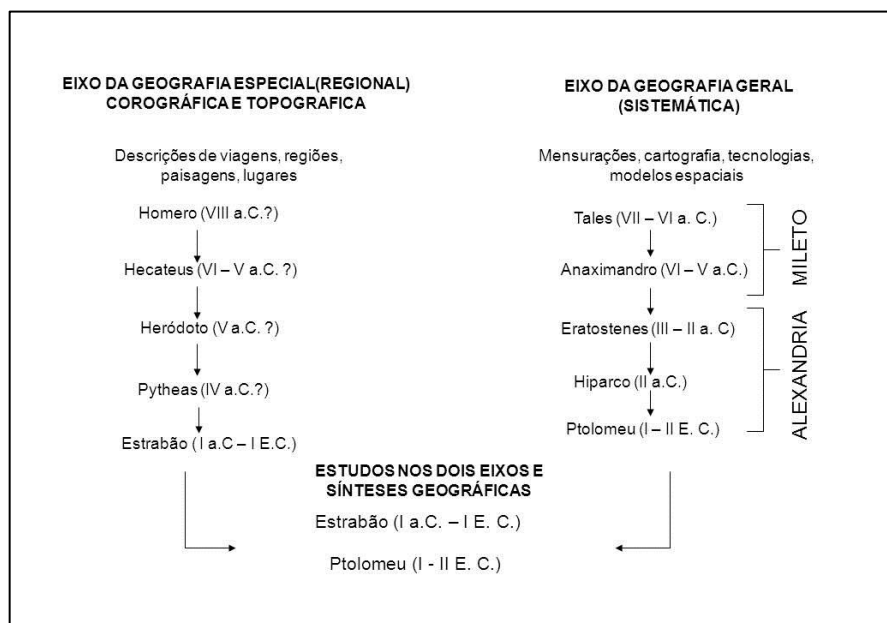 EIXO DA GEOGRAFIA ESPECIAL(REGIONAL)
COROGRÁFICA E TOPOGRAFICA
Descrições de viagens, regiões,
paisagens, lugares
Homero (VIII a.C.?)
Hecateus (VI – V a.C. ?)
Heródoto (V a.C. ?)
Pytheas (IV a.C.?)
Estrabão (I a.C – I E.C.)
EIXO DA GEOGRAFIA GERAL
(SISTEMÁTICA)
Mensurações, cartografia, tecnologias,
modelos espaciais
Tales (VII – VI a. C.)
Anaximandro (VI – V a.C.)
Eratostenes (III – II a. C)
Hiparco (II a.C.)
Ptolomeu (I – II E. C.)
MILETO
ALEXANDRIA
ESTUDOS NOS DOIS EIXOS E
SÍNTESES GEOGRÁFICAS
Estrabão (I a.C. – I E. C.)
Ptolomeu (I - II E. C.)